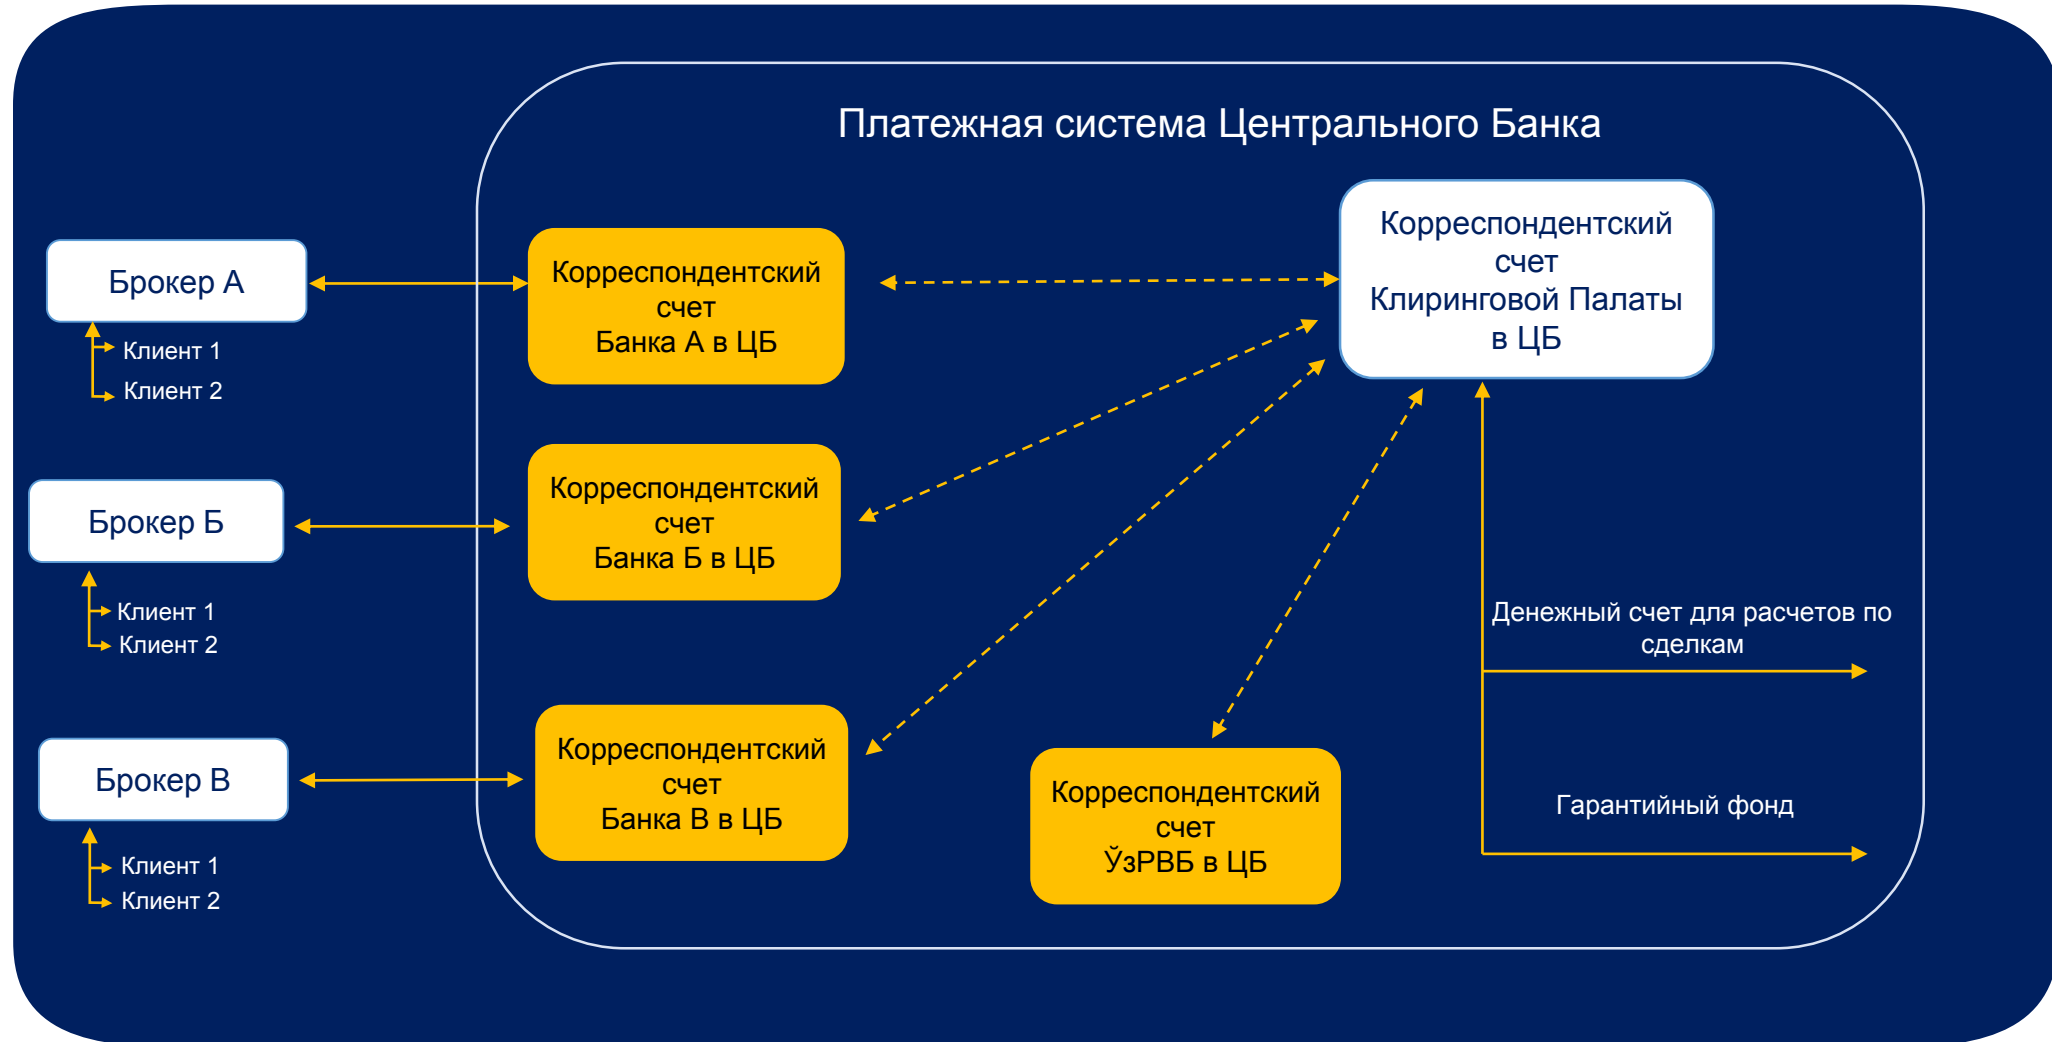 Платежная система Центрального Банка
Брокер А
Клиент 1
Клиент 2
Корреспондентский
счет
Банка А в ЦБ
Корреспондентский
счет
Клиринговой Палаты
в ЦБ
Брокер Б
Клиент 1
Клиент 2
Корреспондентский
счет
Банка Б в ЦБ
Брокер В
Клиент 1
Клиент 2
Корреспондентский
счет
Банка В в ЦБ
Корреспондентский
счет
ЎзРВБ в ЦБ
Денежный счет для расчетов по
сделкам
Гарантийный фонд